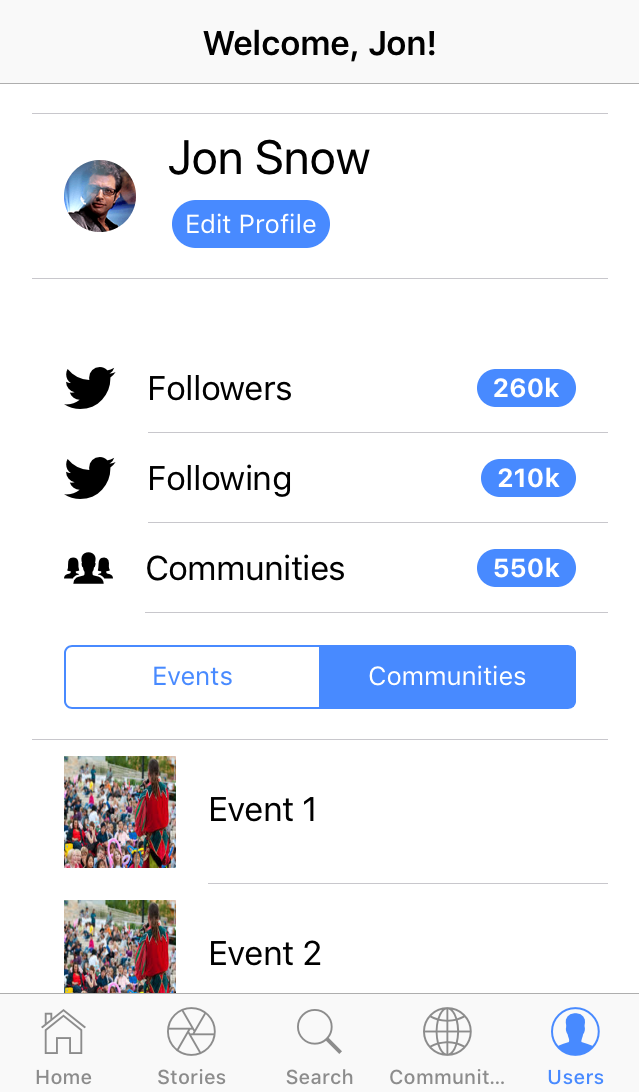 Welcome, Jon!
Jon Snow
Edit Profile
Followers 260k
Following 210k
Communities 550k
Events Communities
Event 1
Event 2
Home Stories Search Communit... Users